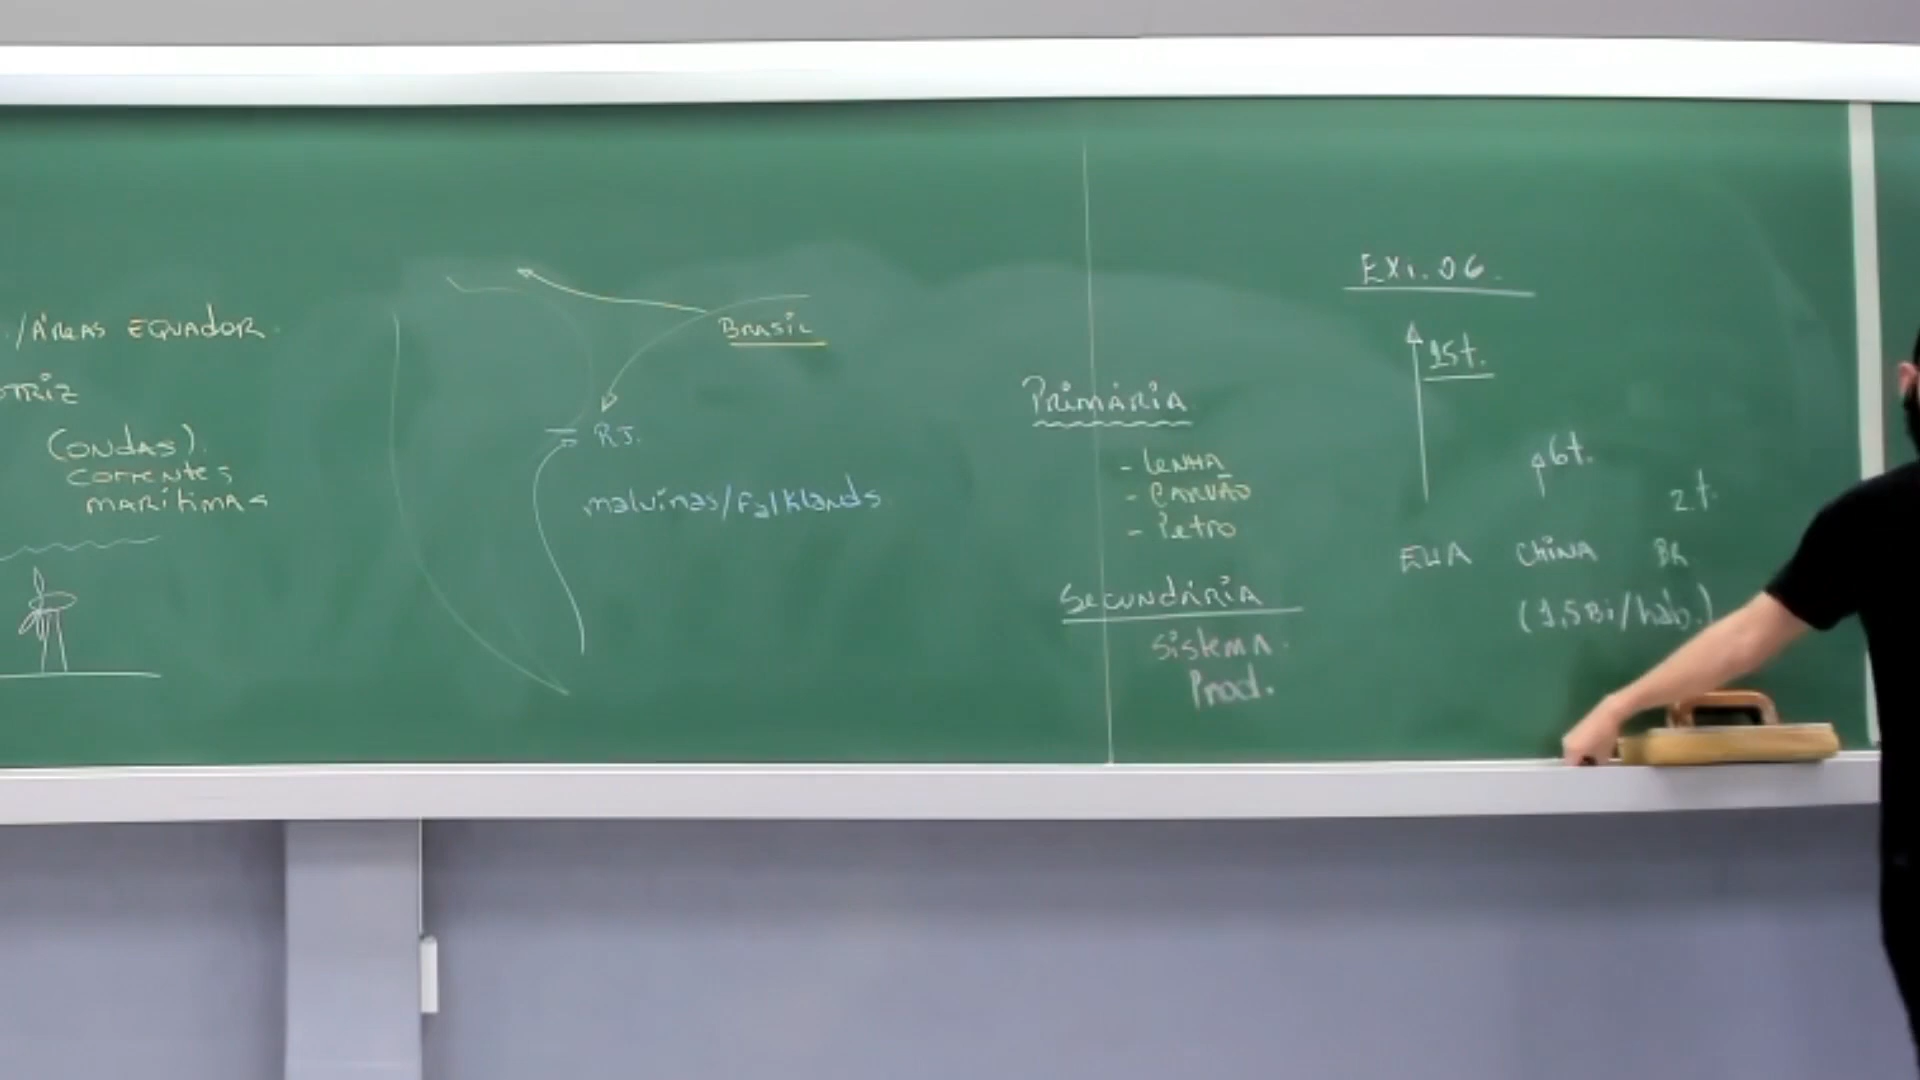 ./ÁREAS EQUADOR.
OTRIZ
(ONDAS).
CORRENTES
MARÍTIMAS
BRASIL
RJ.
MALVINAS/FALKLANDS
PRIMÁRIA
- LENHA
- CARVÃO
- PETRO
SECUNDÁRIA
SISTEMA
PROD.
EXI. 06.
15t.
6t.
2t.
EUA CHINA BR
(1,5Bi/hab.)